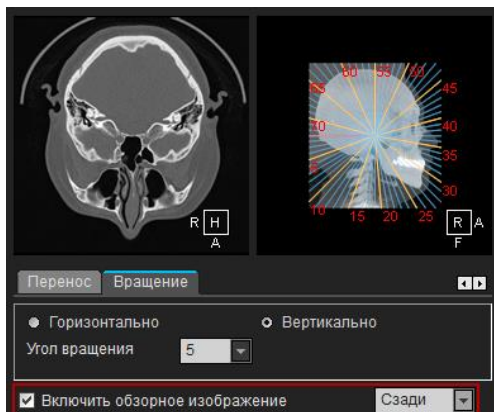 60 55 50
65 45
70 40
35
30
10 15 20 25
R H
A
R A
F
Перенос Вращение
Горизонтально Вертикально
Угол вращения 5
Включить обзорное изображение Сзади